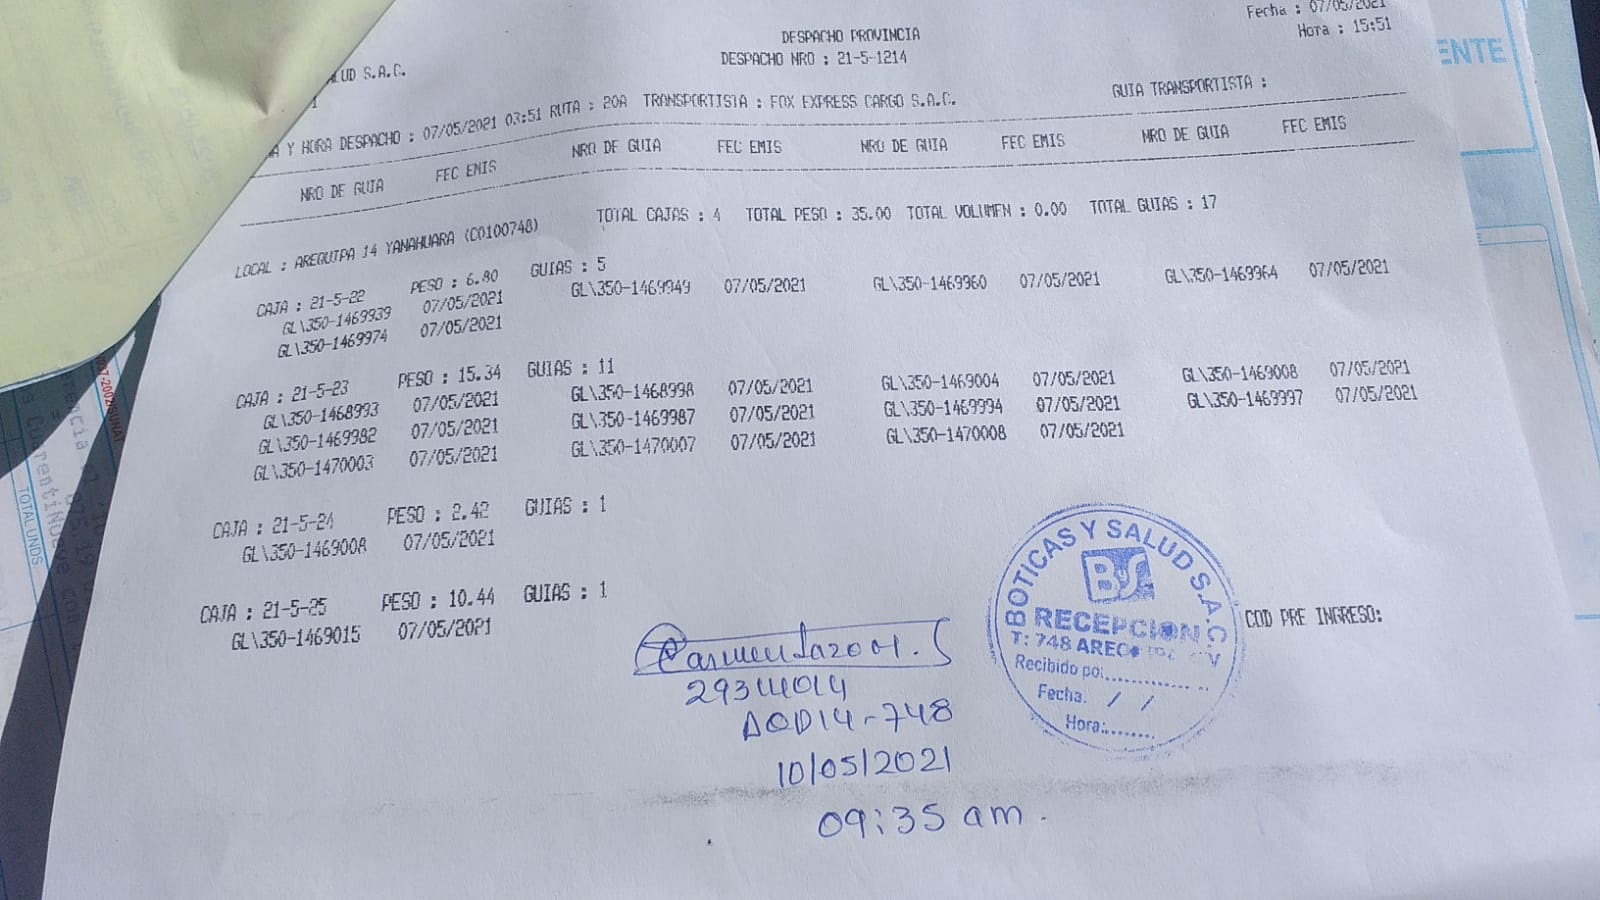 Fecha : 07/05/2021
Hora : 15:51
DESPACHO PROVINCIA
DESPACHO NRO : 21-5-1214
ALUD S.A.C.
A Y HORA DESPACHO : 07/05/2021 03:51 RUTA : 20A TRANSPORTISTA : FOX EXPRESS CARGO S.A.C. GUIA TRANSPORTISTA :
NRO DE GUIA FEC EMIS NRO DE GUIA FEC EMIS NRO DE GUIA FEC EMIS NRO DE GUIA FEC EMIS
LOCAL : AREQUIPA 14 YANAHUARA (C0100748) TOTAL CAJAS : 4 TOTAL PESO : 35.00 TOTAL VOLUMEN : 0.00 TOTAL GUIAS : 17
CAJA : 21-5-22 PESO : 6.80 GUIAS : 5
GL\350-1469939 07/05/2021 GL\350-1469949 07/05/2021 GL\350-1469960 07/05/2021 GL\350-1469964 07/05/2021
GL\350-1469974 07/05/2021
CAJA : 21-5-23 PESO : 15.34 GUIAS : 11
GL\350-1468993 07/05/2021 GL\350-1468998 07/05/2021 GL\350-1469004 07/05/2021 GL\350-1469008 07/05/2021
GL\350-1469982 07/05/2021 GL\350-1469987 07/05/2021 GL\350-1469994 07/05/2021 GL\350-1469997 07/05/2021
GL\350-1470003 07/05/2021 GL\350-1470007 07/05/2021 GL\350-1470008 07/05/2021
CAJA : 21-5-24 PESO : 2.42 GUIAS : 1
GL\350-1469008 07/05/2021
CAJA : 21-5-25 PESO : 10.44 GUIAS : 1
GL\350-1469015 07/05/2021
COD PRE INGRESO:
BOTICAS Y SALUD S.A.C.
ByS
RECEPCION
T: 748
Recibido por
Fecha. / /
Hora:
29344014
AQP14-748
10/05/2021
09:35 am.
ENTE
TOTAL UNDS